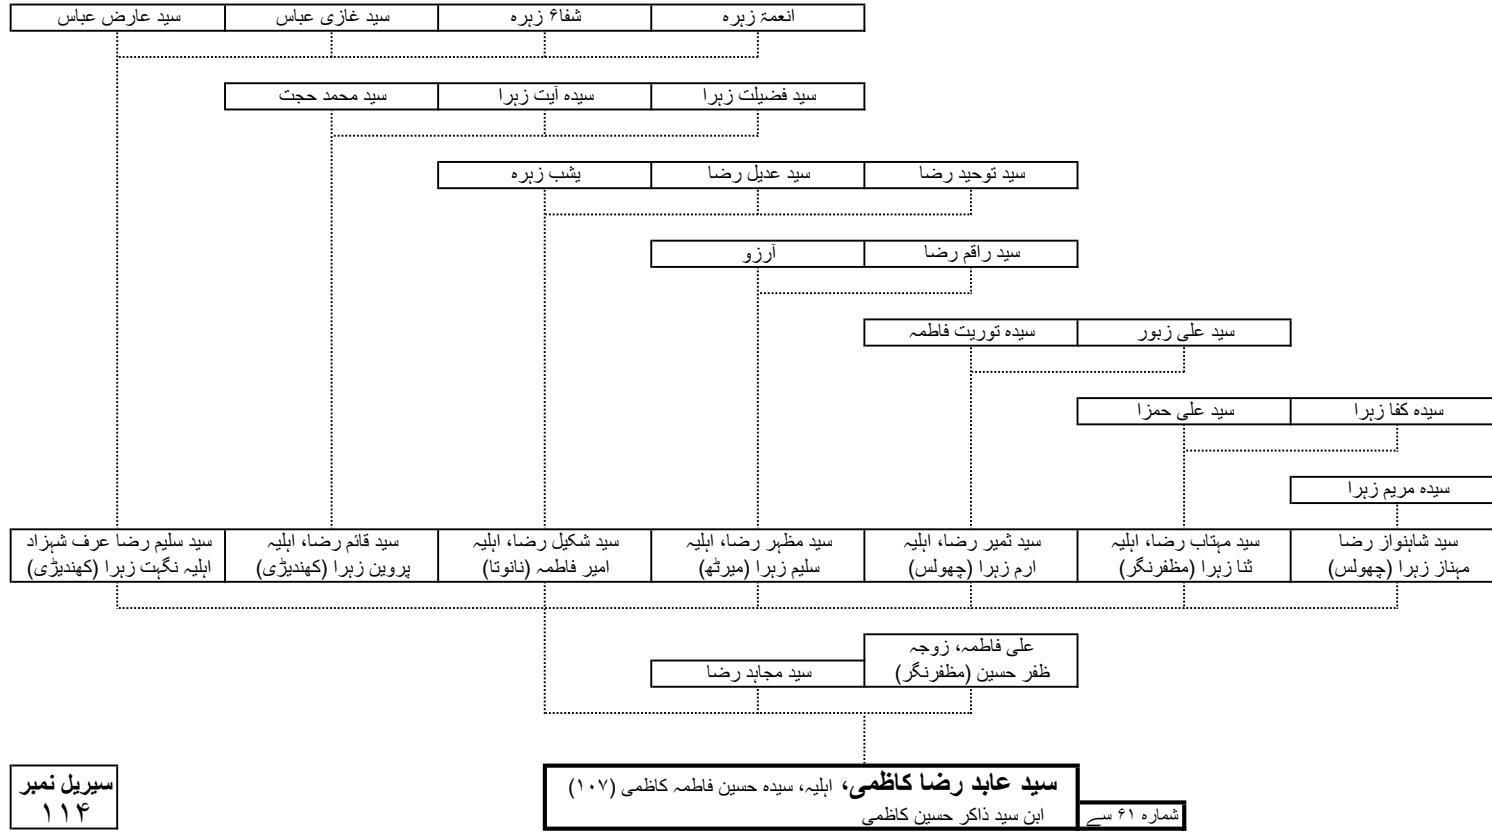 انعمۃ زہرہ
شفا۶ زہرہ
سید غازی عباس
سید عارض عباس
سید فضیلت زہرا
سیدہ آیت زہرا
سید محمد حجت
سید توحید رضا
سید عدیل رضا
یشب زہرہ
سید راقم رضا
آرزو
سید علی زبور
سیدہ توریت فاطمہ
سیدہ کفا زہرا
سید علی حمزا
سیدہ مریم زہرا
سید شاہنواز رضا
مہناز زہرا (چھولس)
سید مہتاب رضا، اہلیہ
ثنا زہرا (مظفرنگر)
سید ثمیر رضا، اہلیہ
ارم زہرا (چھولس)
سید مظہر رضا، اہلیہ
سلیم زہرا (میرٹھ)
سید شکیل رضا، اہلیہ
امیر فاطمہ (نانوتا)
سید قائم رضا، اہلیہ
پروین زہرا (کھندیڑی)
سید سلیم رضا عرف شہزاد
اہلیہ نگہت زہرا (کھندیڑی)
علی فاطمہ، زوجہ
ظفر حسین (مظفرنگر)
سید مجاہد رضا
سید عابد رضا کاظمی، اہلیہ، سیدہ حسین فاطمہ کاظمی (۱۰۷)
ابن سید ذاکر حسین کاظمی
شمارہ ۶۱ سے
سیریل نمبر
۱۱۴